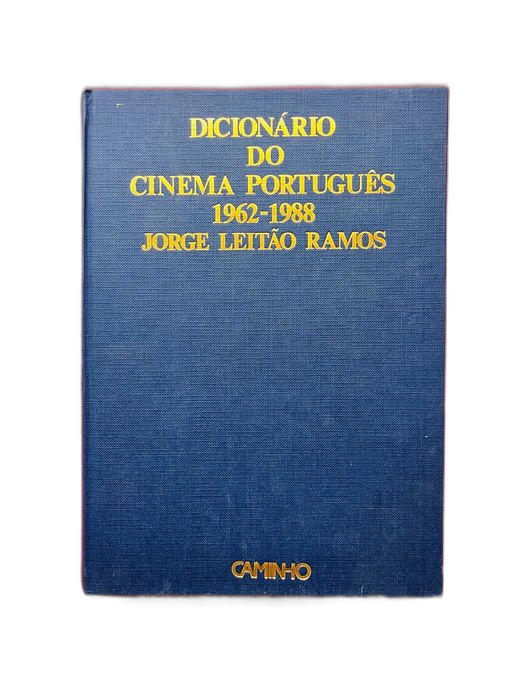 DICIONÁRIO
DO
CINEMA PORTUGUÊS
1962-1988
JORGE LEITÃO RAMOS
CAMINHO